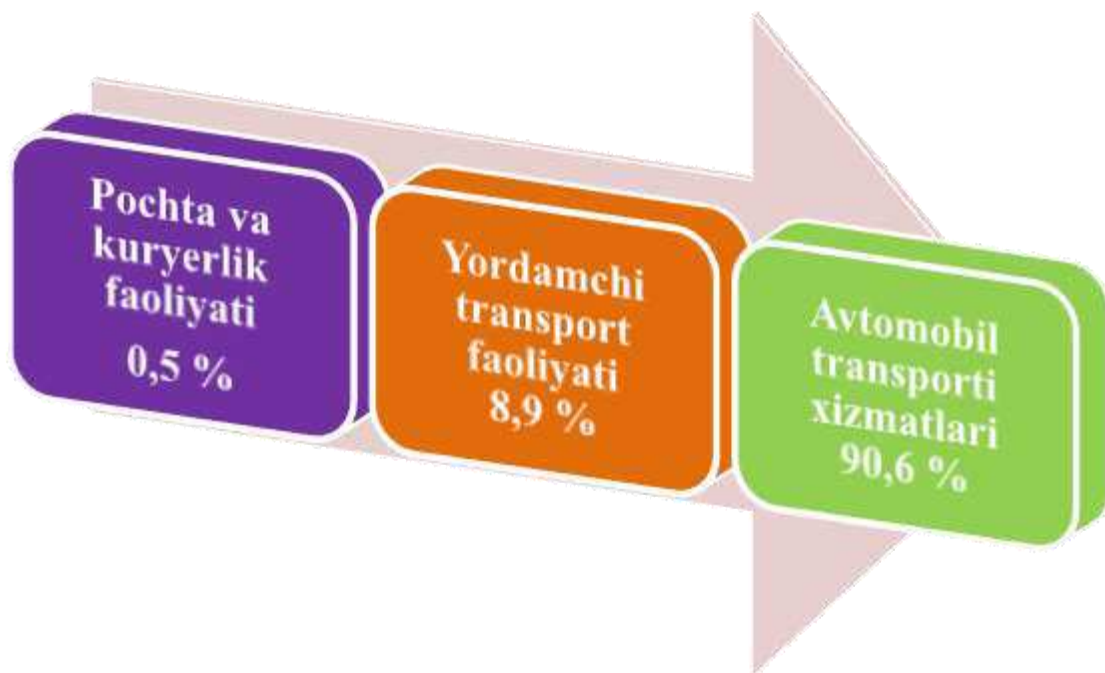 Pochta va
kuryerlik
faoliyati
0,5 %
Yordamchi
transport
faoliyati
8,9 %
Avtomobil
transporti
xizmatlari
90,6 %